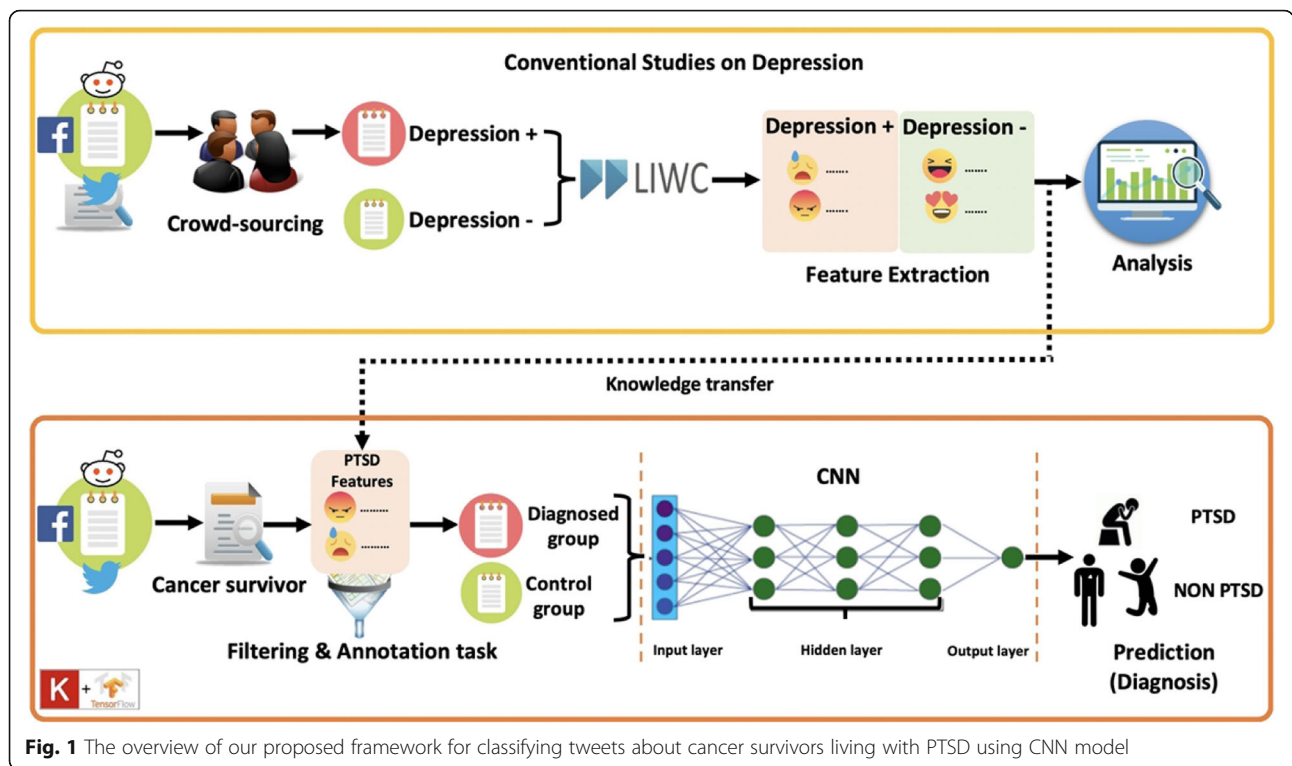 Conventional Studies on Depression
Crowd-sourcing
Depression +
Depression -
LIWC
Depression +
.......
.......
Depression -
.......
.......
Feature Extraction
Analysis
Knowledge transfer
Cancer survivor
PTSD
Features
.........
.........
Filtering & Annotation task
Diagnosed
group
Control
group
CNN
Input layer
Hidden layer
Output layer
PTSD
NON PTSD
Prediction
(Diagnosis)
K + TensorFlow
Fig. 1 The overview of our proposed framework for classifying tweets about cancer survivors living with PTSD using CNN model